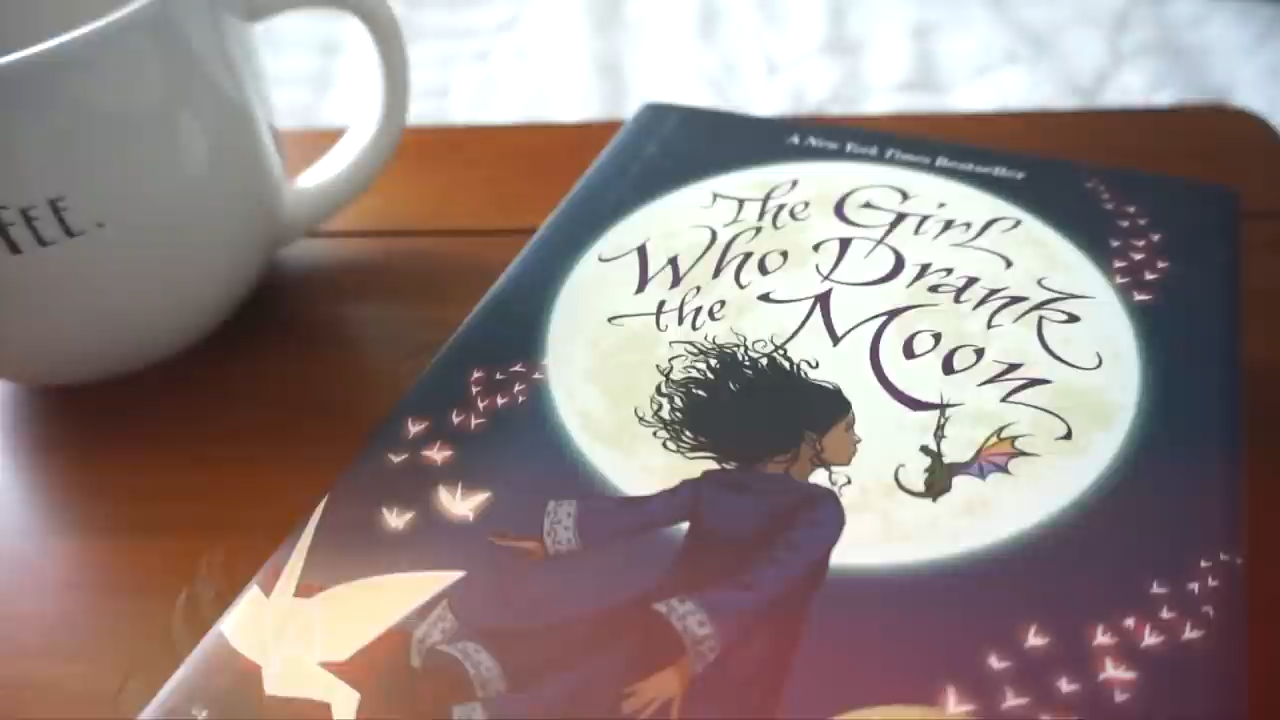 FEE.
A New York Times Bestseller
The Girl
Who Drank
the Moon